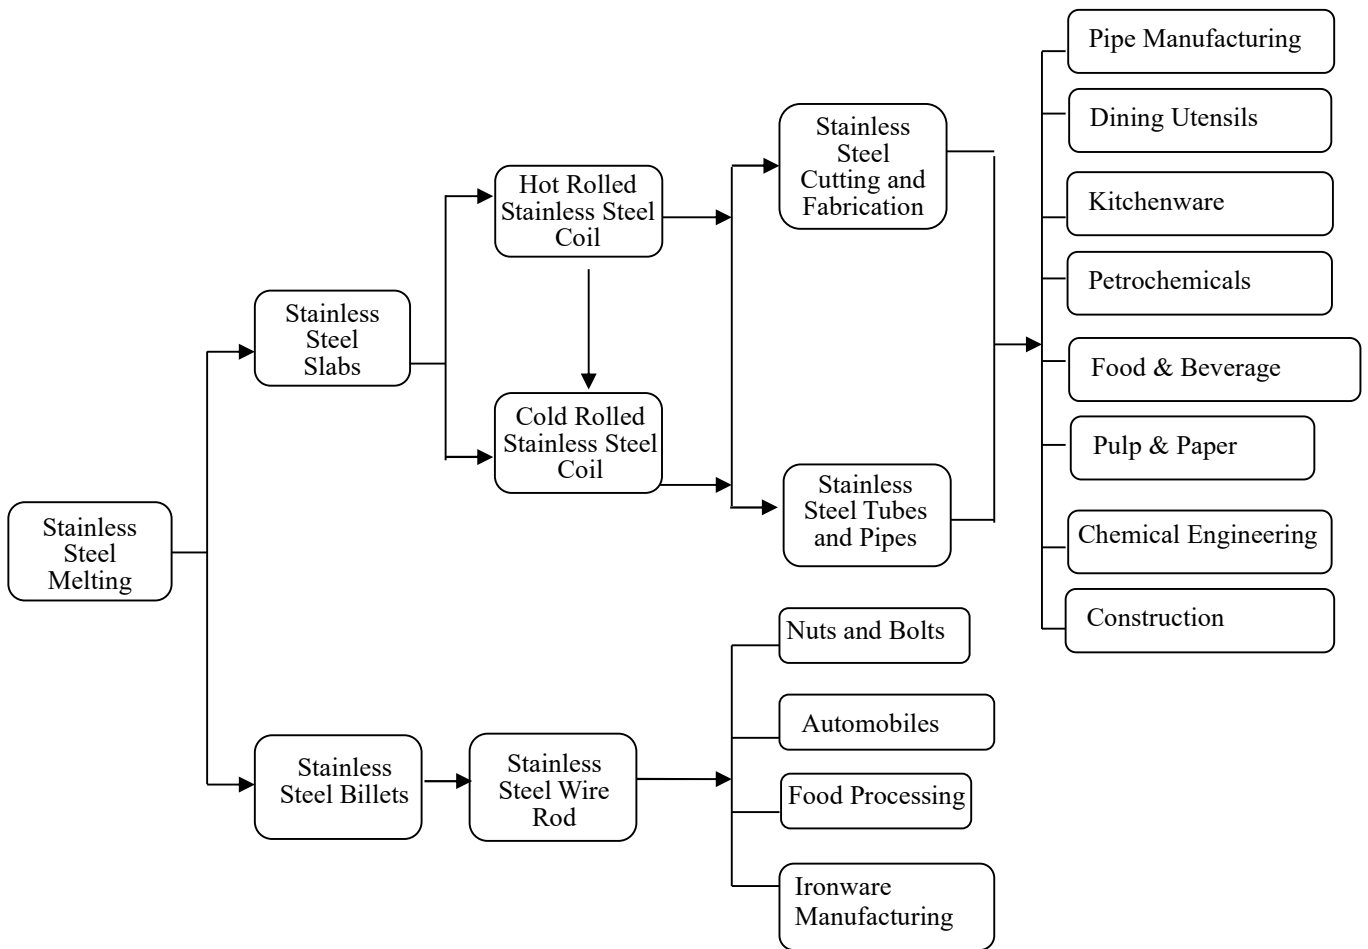 Stainless
Steel
Melting
Stainless
Steel
Slabs
Stainless
Steel Billets
Hot Rolled
Stainless Steel
Coil
Cold Rolled
Stainless Steel
Coil
Stainless
Steel Wire
Rod
Stainless
Steel
Cutting and
Fabrication
Stainless
Steel Tubes
and Pipes
Nuts and Bolts
Automobiles
Food Processing
Ironware
Manufacturing
Pipe Manufacturing
Dining Utensils
Kitchenware
Petrochemicals
Food & Beverage
Pulp & Paper
Chemical Engineering
Construction